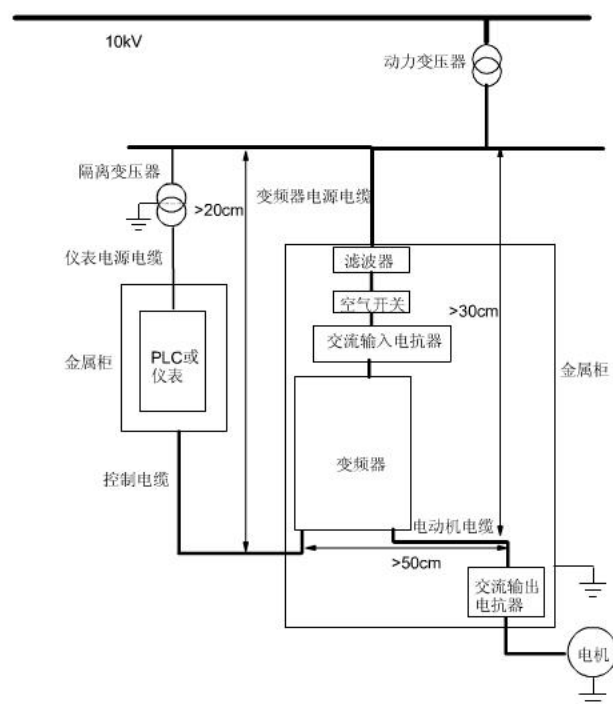 10kV
动力变压器
隔离变压器
>20cm
变频器电源电缆
仪表电源电缆
滤波器
空气开关
>30cm
交流输入电抗器
金属柜
PLC或
仪表
金属柜
变频器
控制电缆
电动机电缆
>50cm
交流输出
电抗器
电机